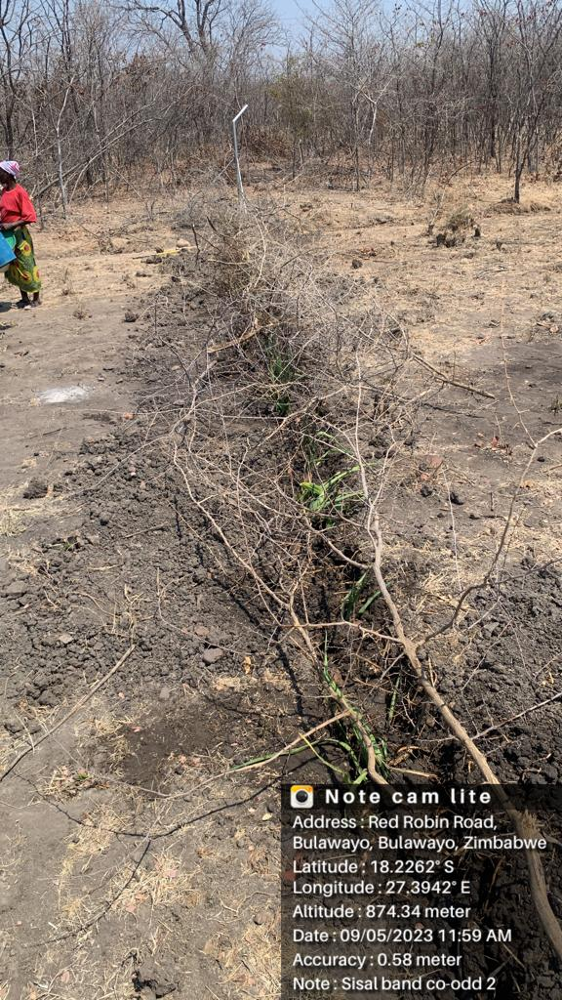 Note cam lite
Address : Red Robin Road,
Bulawayo, Bulawayo, Zimbabwe
Latitude : 18.2262° S
Longitude : 27.3942° E
Altitude : 874.34 meter
Date : 09/05/2023 11:59 AM
Accuracy : 0.58 meter
Note : Sisal band co-odd 2